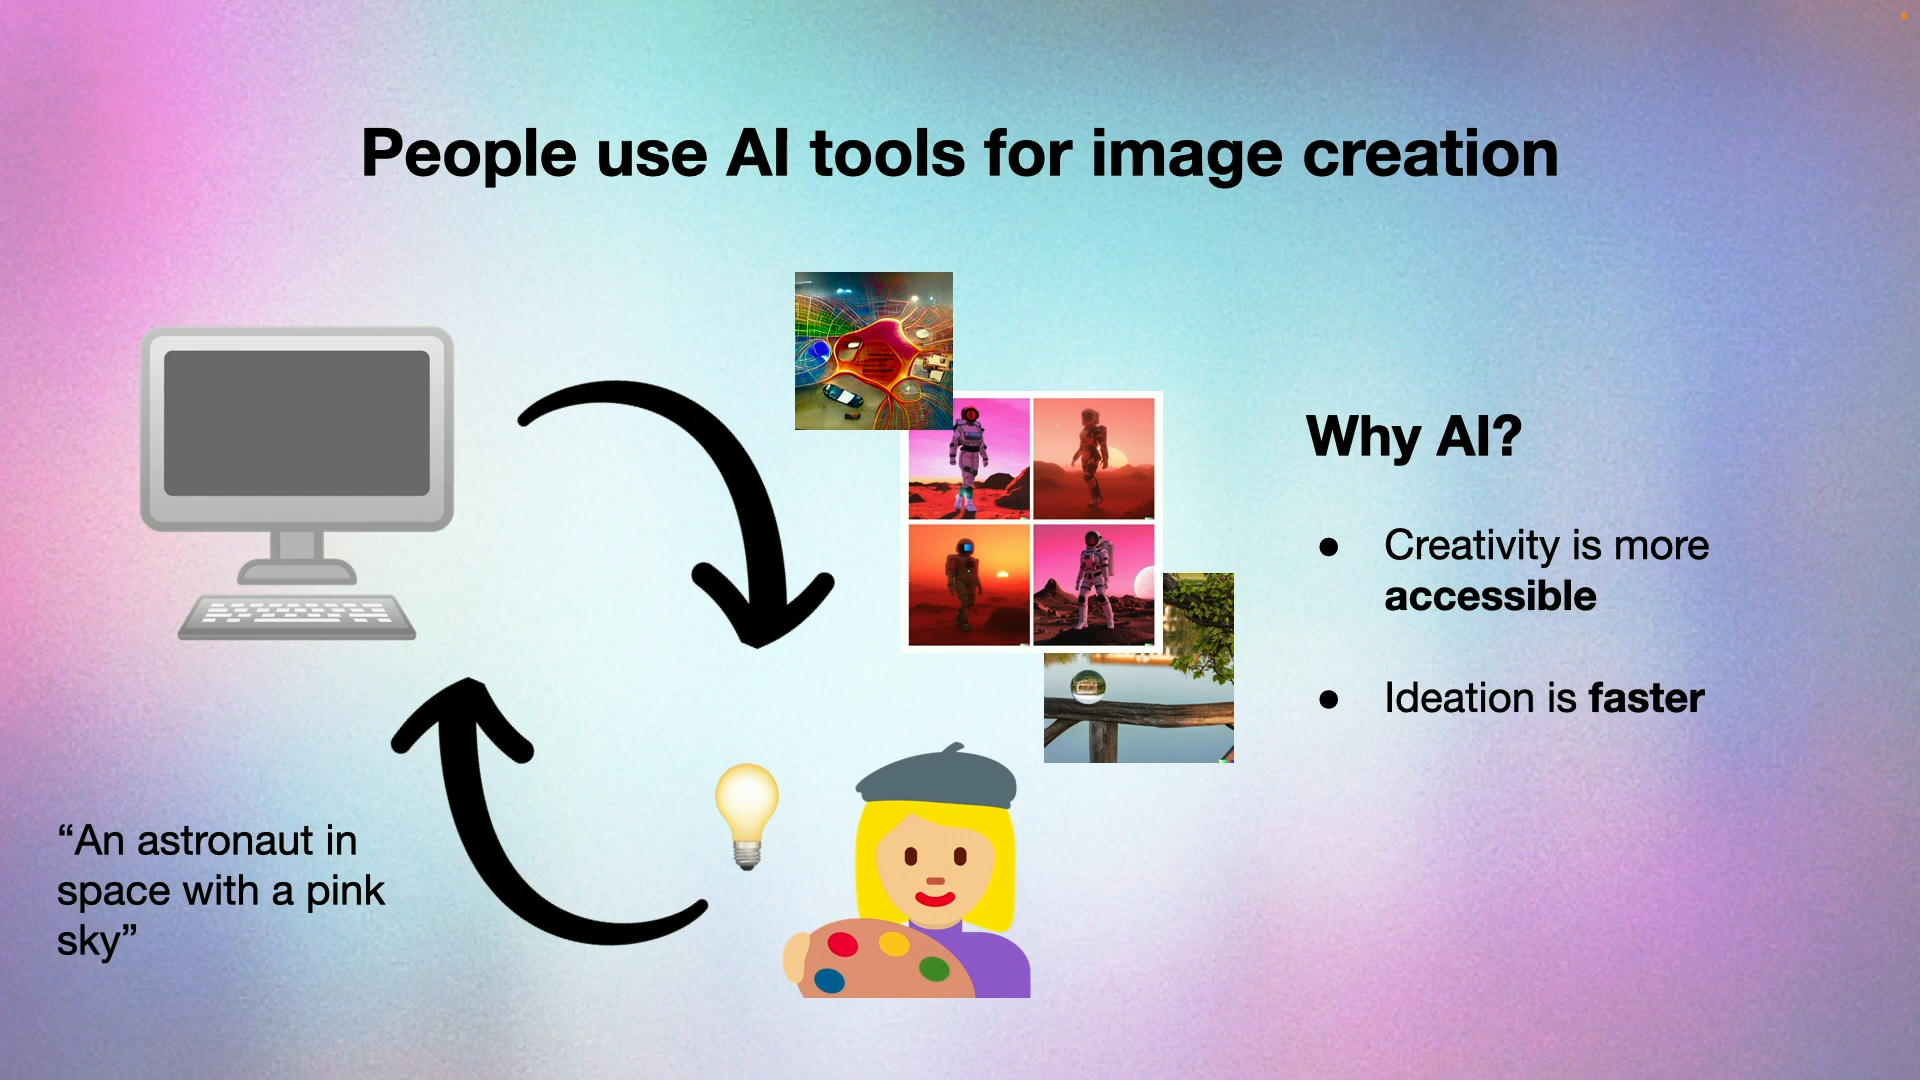 People use AI tools for image creation
Why AI?
● Creativity is more
accessible
● Ideation is faster
“An astronaut in
space with a pink
sky”